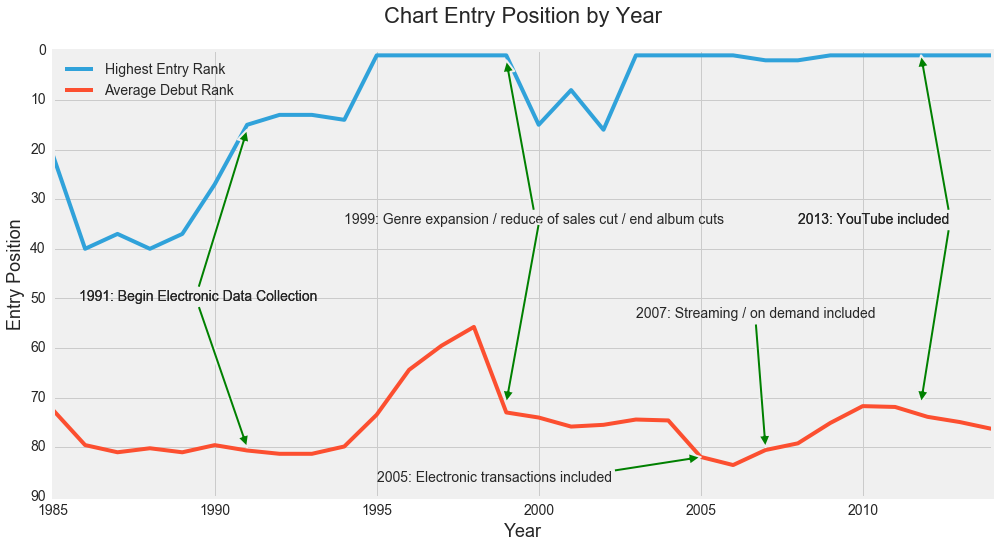 Chart Entry Position by Year
Highest Entry Rank
Average Debut Rank
Entry Position
0
10
20
30
40
50
60
70
80
90
1999: Genre expansion / reduce of sales cut / end album cuts
2013: YouTube included
1991: Begin Electronic Data Collection
2007: Streaming / on demand included
2005: Electronic transactions included
1985
1990
1995
2000
2005
2010
Year